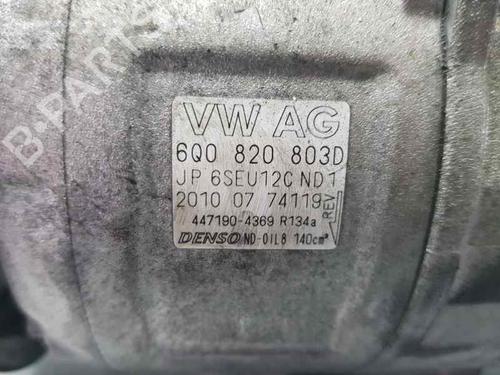 B-PARTS
VW AG
6Q0 820 803D
JP 6SEU12C ND1
2010 07 74119
REV
447190-4369 R134a
DENSO ND-OIL8 140cm³